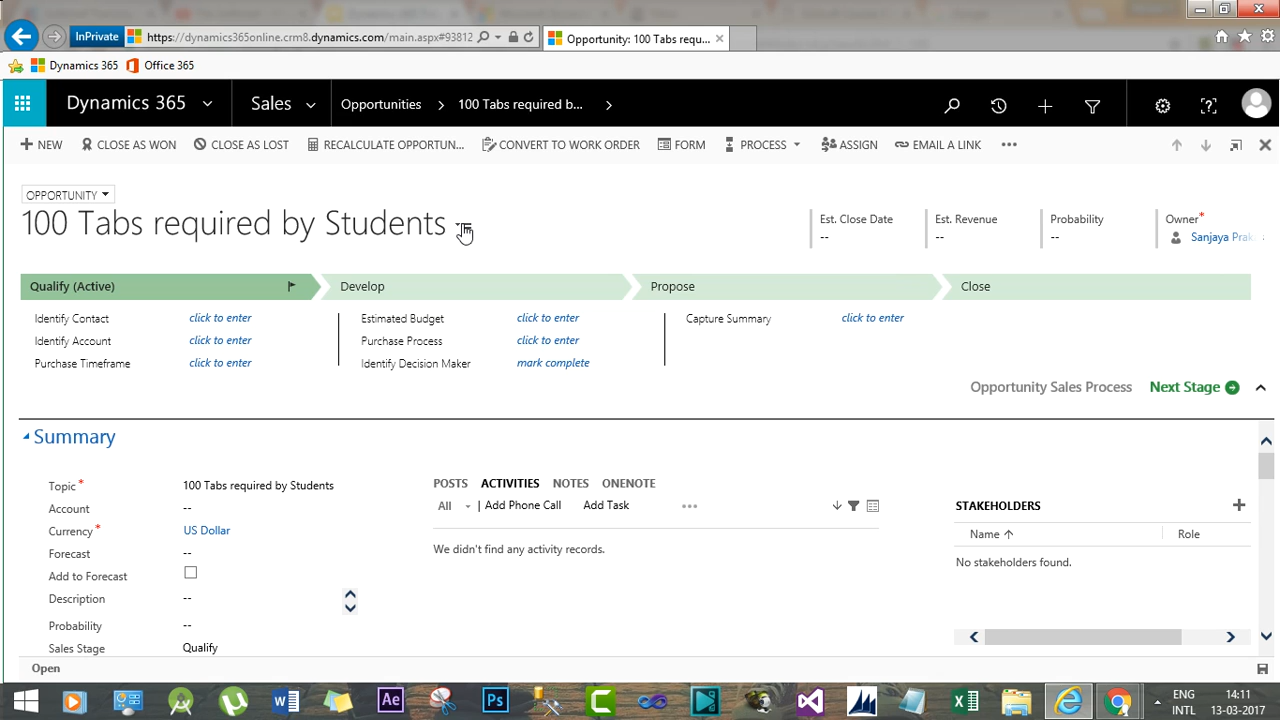 InPrivate https://dynamics365online.crm8.dynamics.com/main.aspx#93812 Opportunity: 100 Tabs requ...
Dynamics 365 Office 365
Dynamics 365 Sales Opportunities 100 Tabs required b...
NEW CLOSE AS WON CLOSE AS LOST RECALCULATE OPPORTUN... CONVERT TO WORK ORDER FORM PROCESS ASSIGN EMAIL A LINK
OPPORTUNITY
100 Tabs required by Students
Est. Close Date Est. Revenue Probability Owner*
-- -- -- Sanjaya Prak
Qualify (Active) Develop Propose Close
Identify Contact click to enter Estimated Budget click to enter Capture Summary click to enter
Identify Account click to enter Purchase Process click to enter
Purchase Timeframe click to enter Identify Decision Maker mark complete
Opportunity Sales Process Next Stage
Summary
POSTS ACTIVITIES NOTES ONENOTE
Topic* 100 Tabs required by Students
All | Add Phone Call Add Task ...
STAKEHOLDERS
Account --
Currency* US Dollar
Name Role
Forecast --
We didn't find any activity records.
No stakeholders found.
Add to Forecast
Description --
Probability --
Sales Stage Qualify
Open
Ae Ps C ENG 14:11
INTL 13-03-2017